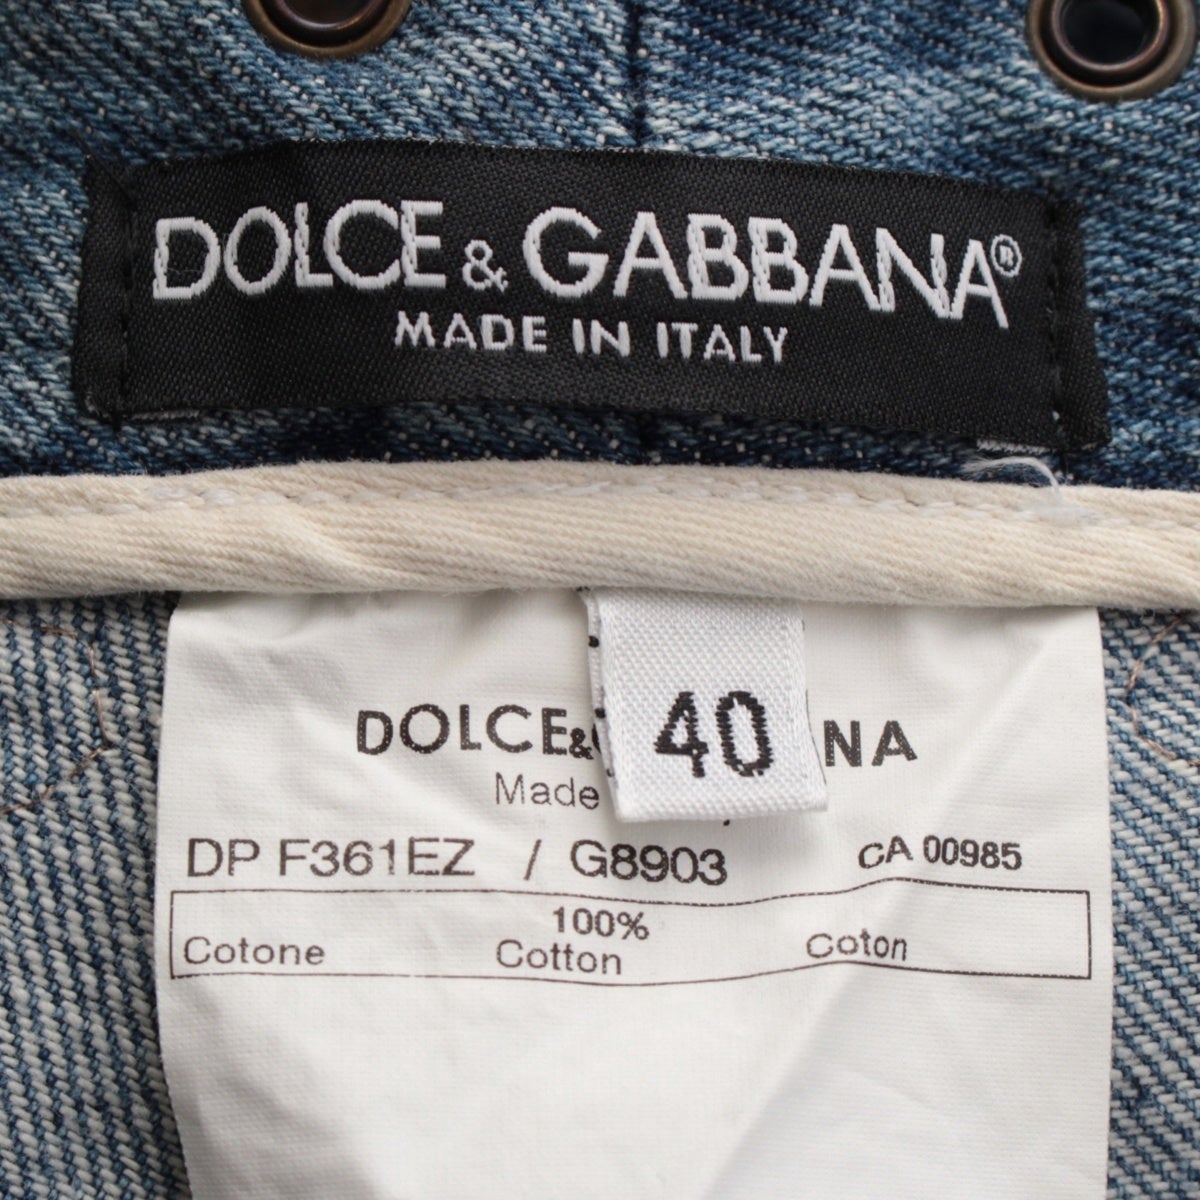 DOLCE & GABBANA®
MADE IN ITALY
40
DOLCE& NA
Made
DP F361EZ / G8903 CA 00985
100%
Cotone Cotton Coton